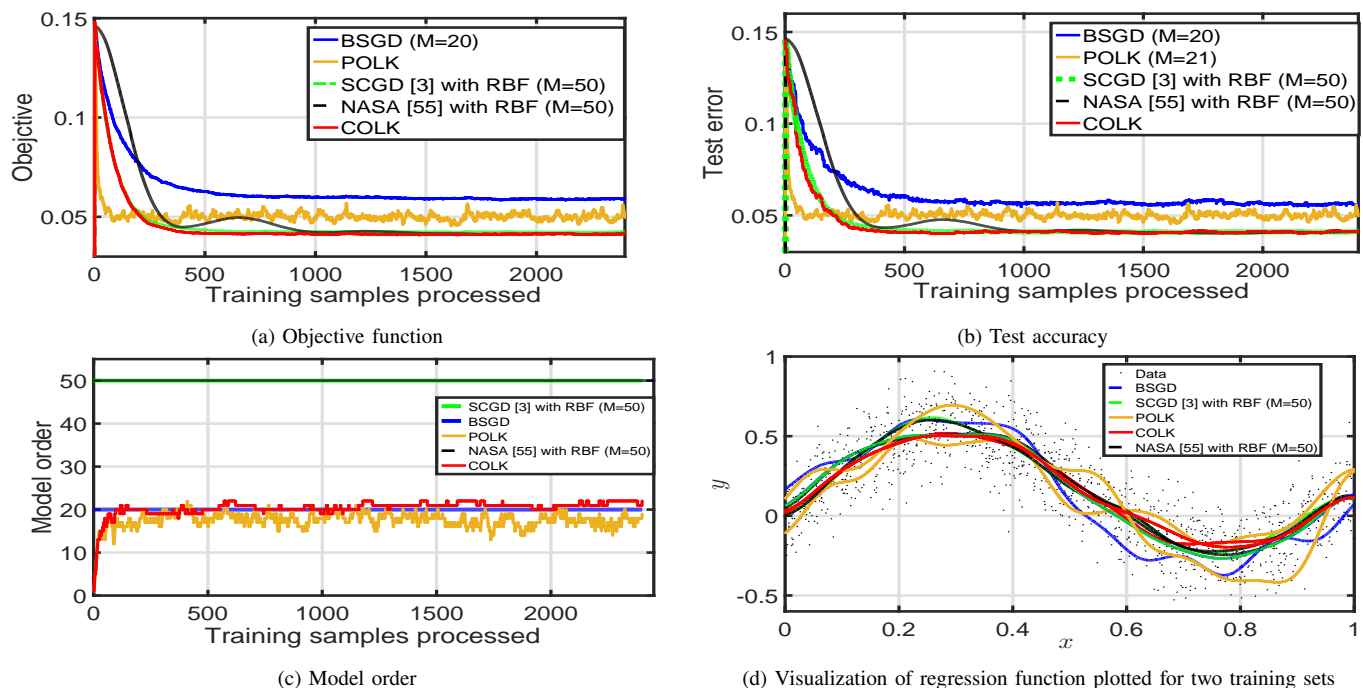 0.15
0.1
0.05
Obejctive
BSGD (M=20)
POLK
SCGD [3] with RBF (M=50)
NASA [55] with RBF (M=50)
COLK
0
500
1000
1500
2000
Training samples processed
(a) Objective function
0.15
0.1
0.05
Test error
BSGD (M=20)
POLK (M=21)
SCGD [3] with RBF (M=50)
NASA [55] with RBF (M=50)
COLK
0
500
1000
1500
2000
Training samples processed
(b) Test accuracy
50
40
30
20
10
0
Model order
SCGD [3] with RBF (M=50)
BSGD
POLK
NASA [55] with RBF (M=50)
COLK
0
500
1000
1500
2000
Training samples processed
(c) Model order
1
0.5
0
-0.5
y
Data
BSGD
SCGD [3] with RBF (M=50)
POLK
COLK
NASA [55] with RBF (M=50)
0
0.2
0.4
0.6
0.8
1
x
(d) Visualization of regression function plotted for two training sets